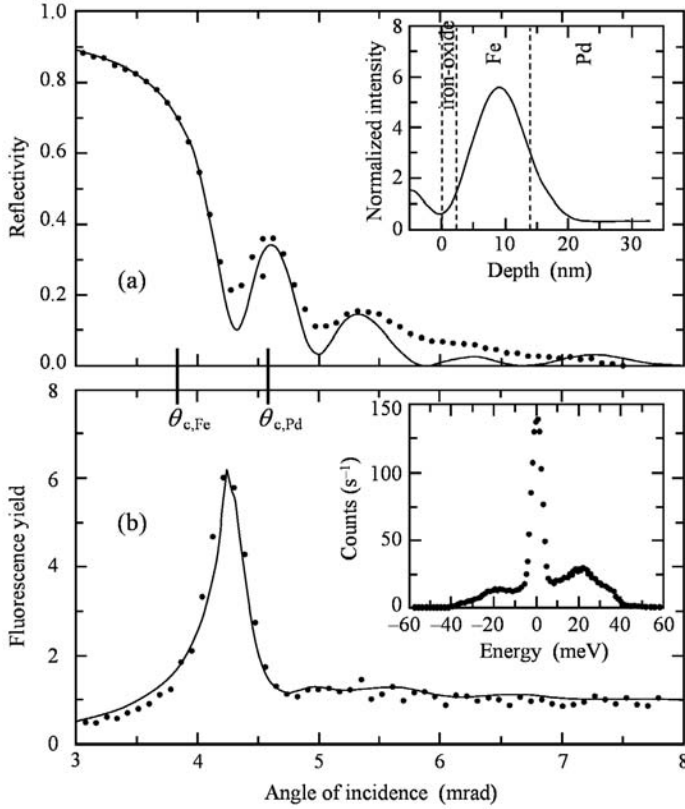 1.0
0.8
0.6
0.4
0.2
0.0
Reflectivity
(a)
8
6
4
2
0
Normalized intensity
iron-oxide
Fe
Pd
0 10 20 30
Depth (nm)
θc,Fe
θc,Pd
8
6
4
2
0
Fluorescence yield
(b)
150
100
50
0
Counts (s⁻¹)
–60 –40 –20 0 20 40 60
Energy (meV)
3 4 5 6 7 8
Angle of incidence (mrad)